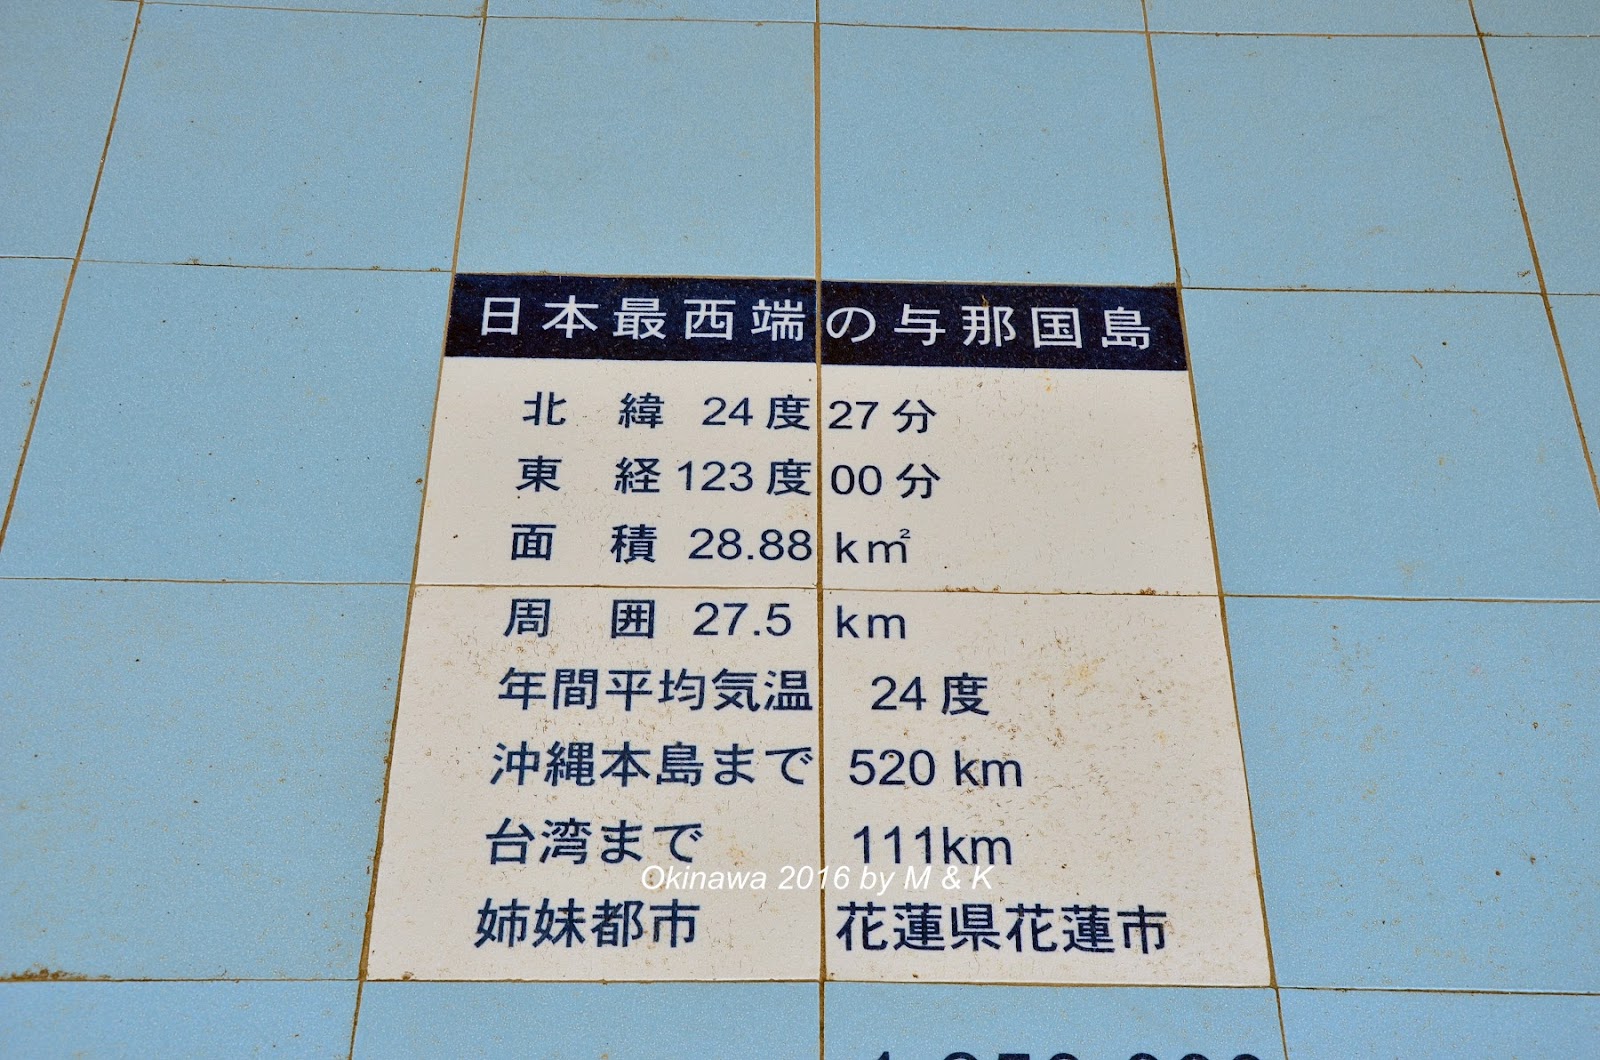 日本最西端の与那国島
北 緯 24度27分
東 経 123度00分
面 積 28.88 k㎡
周 囲 27.5 km
年間平均気温 24度
沖縄本島まで 520 km
台湾まで 111km
Okinawa 2016 by M & K
姉妹都市 花蓮県花蓮市